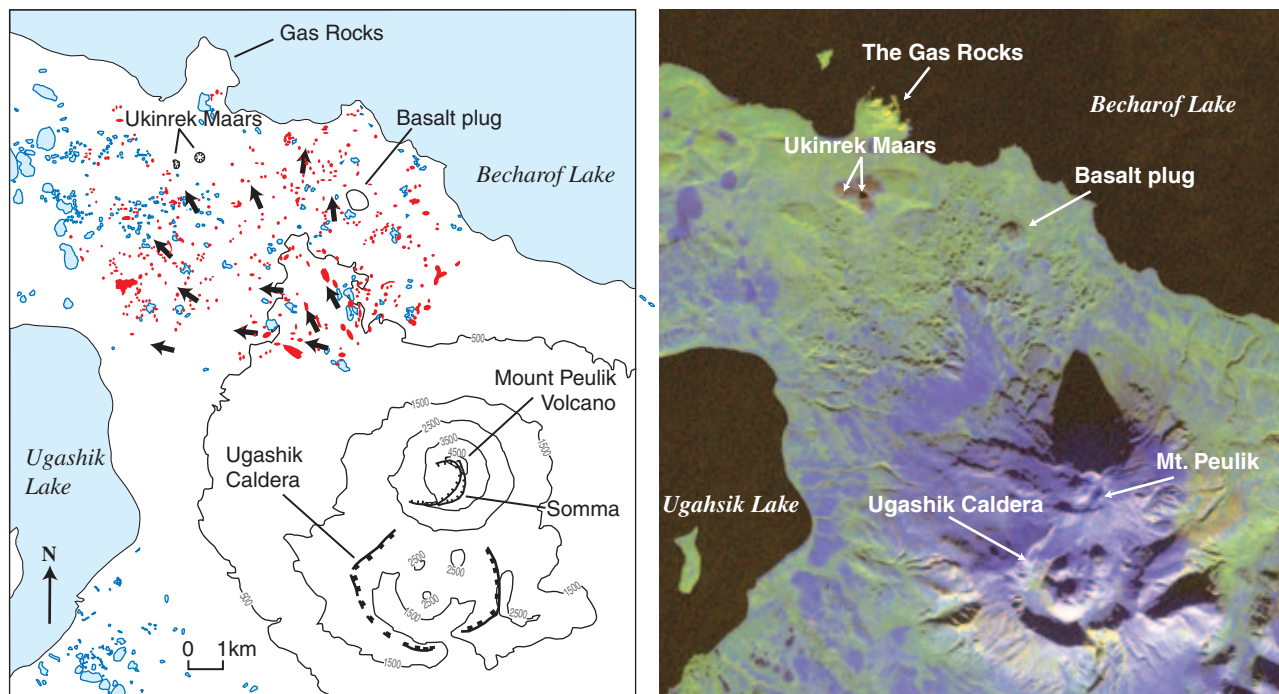 Gas Rocks
Ukinrek Maars
Basalt plug
Becharof Lake
500
Mount Peulik
Volcano
1500
2500
3500
4500
1500
Ugashik
Caldera
Ugashik
Lake
Somma
N
2500
2500
2500
1500
2500
1500
500
1500
0 1km
The Gas Rocks
Becharof Lake
Ukinrek Maars
Basalt plug
Mt. Peulik
Ugahsik Lake
Ugashik Caldera